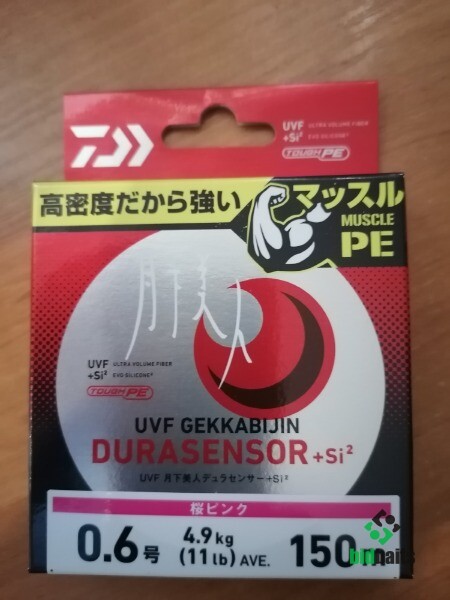 UVF ULTRA VOLUME FIBER
+Si² EVO SILICONE²
TOUGH PE
高密度だから強い
マッスル
MUSCLE
PE
月下美人
UVF ULTRA VOLUME FIBER
+Si² EVO SILICONE²
TOUGH PE
UVF GEKKABIJIN
DURASENSOR +Si²
UVF 月下美人デュラセンサー+Si²
桜ピンク
0.6号 4.9kg (11lb) AVE. 150